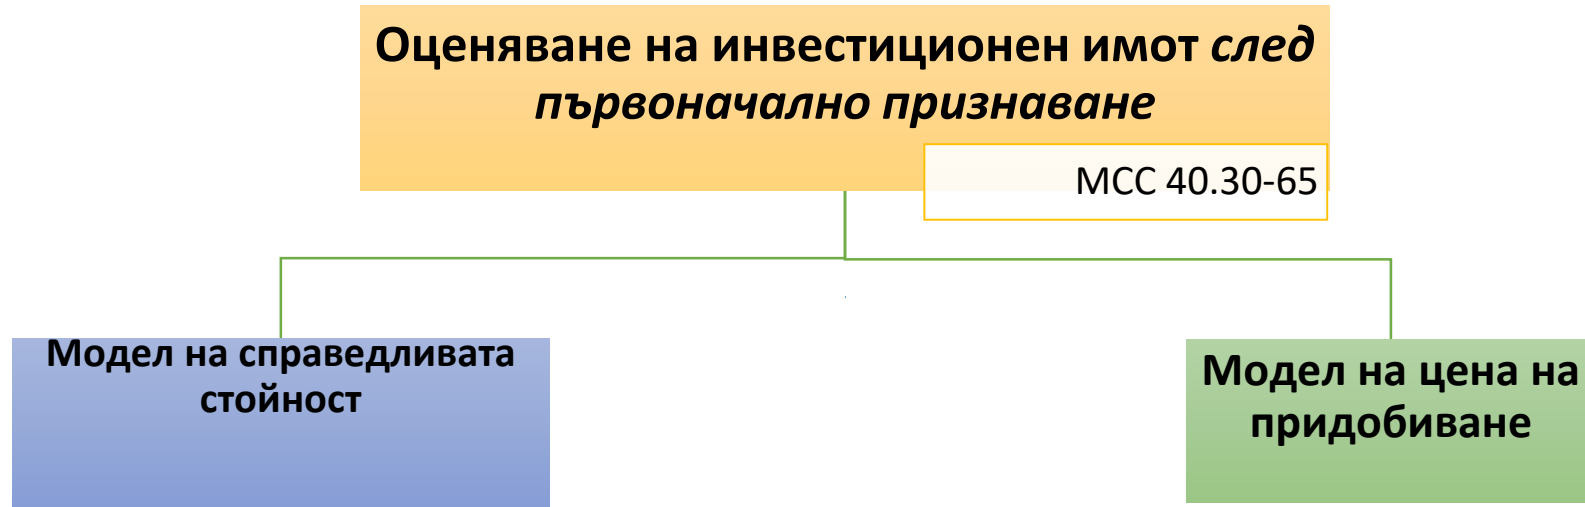 Оценяване на инвестиционен имот след
първоначално признаване
МСС 40.30-65
Модел на справедливата
стойност
Модел на цена на
придобиване